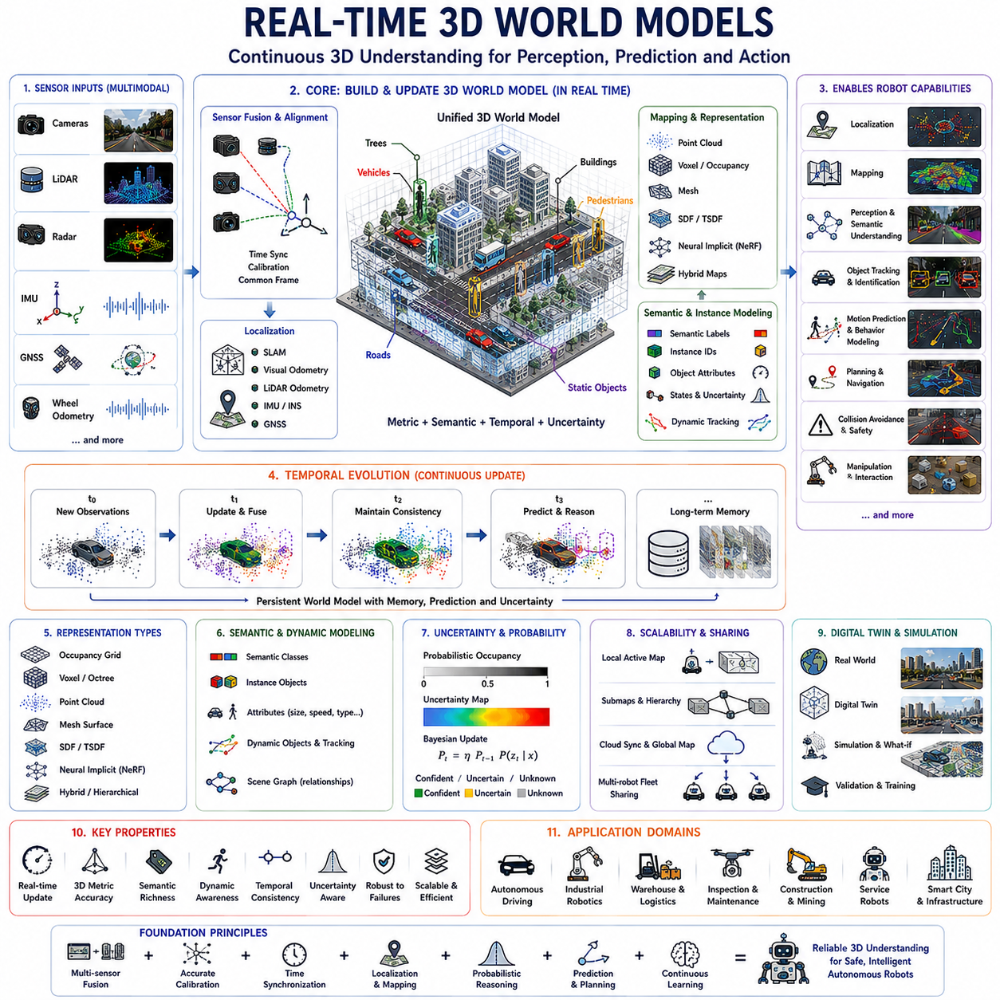 REAL-TIME 3D WORLD MODELS
Continuous 3D Understanding for Perception, Prediction and Action
1. SENSOR INPUTS (MULTIMODAL)
Cameras
LiDAR
Radar
IMU
Z
X
y
GNSS
Wheel
Odometry
... and more
2. CORE: BUILD & UPDATE 3D WORLD MODEL (IN REAL TIME)
Sensor Fusion & Alignment
Time Sync
Calibration
Common Frame
Localization
SLAM
Visual Odometry
LiDAR Odometry
IMU / INS
GNSS
Unified 3D World Model
Trees
Vehicles
Buildings
Pedestrians
Roads
Static Objects
Metric + Semantic + Temporal + Uncertainty
Mapping & Representation
Point Cloud
Voxel / Occupancy
Mesh
SDF / TSDF
Neural Implicit (NeRF)
Hybrid Maps
Semantic & Instance Modeling
Semantic Labels
Instance IDs
Object Attributes
States & Uncertainty
Dynamic Tracking
3. ENABLES ROBOT CAPABILITIES
Localization
Mapping
Perception &
Semantic
Understanding
Object Tracking
& Identification
Motion Prediction
& Behavior
Modeling
Planning &
Navigation
Collision Avoidance
& Safety
Manipulation
& Interaction
... and more
4. TEMPORAL EVOLUTION (CONTINUOUS UPDATE)
t0
New Observations
t1
Update & Fuse
t2
Maintain Consistency
t3
Predict & Reason
...
Long-term Memory
Persistent World Model with Memory, Prediction and Uncertainty
5. REPRESENTATION TYPES
Occupancy Grid
Voxel / Octree
Point Cloud
Mesh Surface
SDF / TSDF
Neural Implicit (NeRF)
Hybrid / Hierarchical
6. SEMANTIC & DYNAMIC MODELING
Semantic Classes
Instance Objects
Attributes (size, speed, type...)
Dynamic Objects & Tracking
Scene Graph (relationships)
7. UNCERTAINTY & PROBABILITY
Probabilistic Occupancy
0 0.5 1
Uncertainty Map
Bayesian Update
Pt = η Pt−1 P(zt | x)
Confident / Uncertain / Unknown
Confident Uncertain Unknown
8. SCALABILITY & SHARING
Local Active Map
Submaps & Hierarchy
Cloud Sync & Global Map
Multi-robot Fleet
Sharing
9. DIGITAL TWIN & SIMULATION
Real World
Digital Twin
Simulation & What-if
Validation & Training
10. KEY PROPERTIES
Real-time
Update
3D Metric
Accuracy
Semantic
Richness
Dynamic
Awareness
Temporal
Consistency
Uncertainty
Aware
Robust to
Failures
Scalable &
Efficient
11. APPLICATION DOMAINS
Autonomous
Driving
Industrial
Robotics
Warehouse &
Logistics
Inspection &
Maintenance
Construction
& Mining
Service
Robots
Smart City
& Infrastructure
FOUNDATION PRINCIPLES
Multi-sensor
Fusion
+
Accurate
Calibration
+
Time
Synchronization
+
Localization
& Mapping
+
Probabilistic
Reasoning
+
Prediction
& Planning
+
Continuous
Learning
=
Reliable 3D Understanding
for Safe, Intelligent
Autonomous Robots